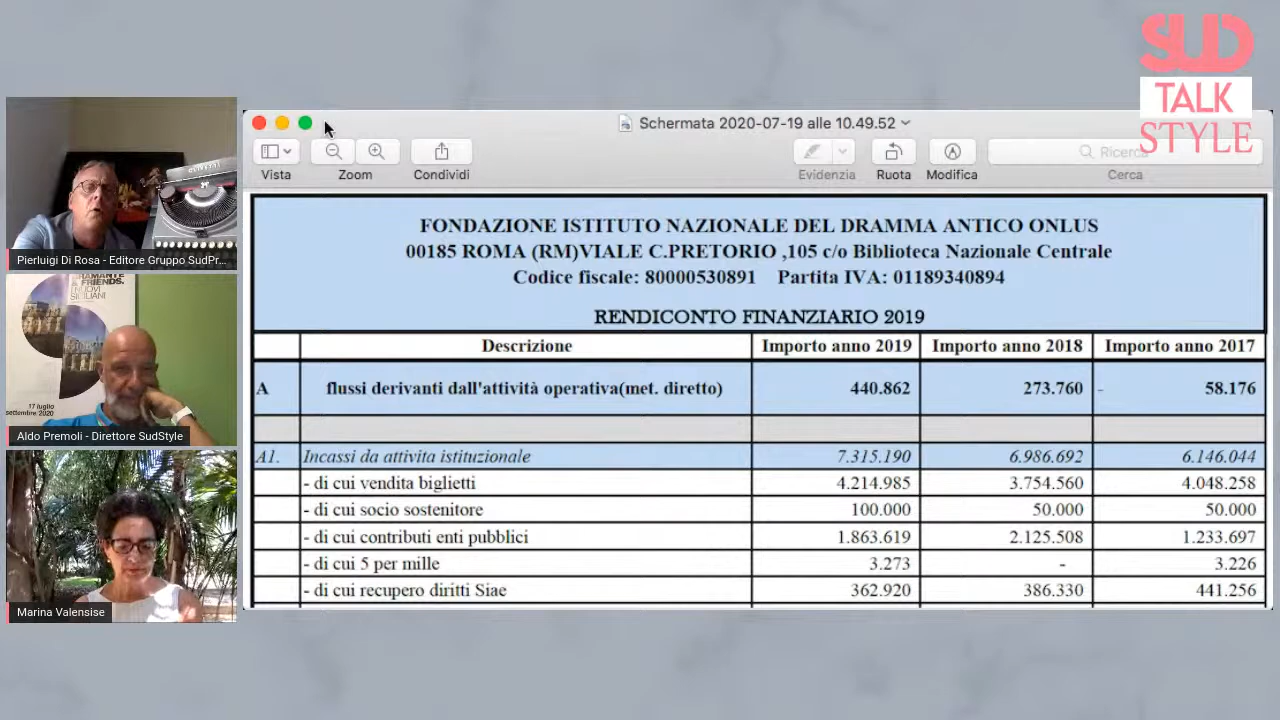 SUD
TALK
STYLE
Schermata 2020-07-19 alle 10.49.52
Vista
Zoom
Condividi
Evidenzia
Ruota
Modifica
Ricerca
Cerca
FONDAZIONE ISTITUTO NAZIONALE DEL DRAMMA ANTICO ONLUS
00185 ROMA (RM)VIALE C.PRETORIO ,105 c/o Biblioteca Nazionale Centrale
Codice fiscale: 80000530891 Partita IVA: 01189340894
RENDICONTO FINANZIARIO 2019
Descrizione Importo anno 2019 Importo anno 2018 Importo anno 2017
A flussi derivanti dall'attività operativa(met. diretto) 440.862 273.760 - 58.176
A1. Incassi da attivita istituzionale 7.315.190 6.986.692 6.146.044
- di cui vendita biglietti 4.214.985 3.754.560 4.048.258
- di cui socio sostenitore 100.000 50.000 50.000
- di cui contributi enti pubblici 1.863.619 2.125.508 1.233.697
- di cui 5 per mille 3.273 - 3.226
- di cui recupero diritti Siae 362.920 386.330 441.256
Pierluigi Di Rosa - Editore Gruppo SudPr...
& FRIENDS.
I NUOVI
SICILIANI
17 luglio
settembre 2020
Aldo Premoli - Direttore SudStyle
Marina Valensise